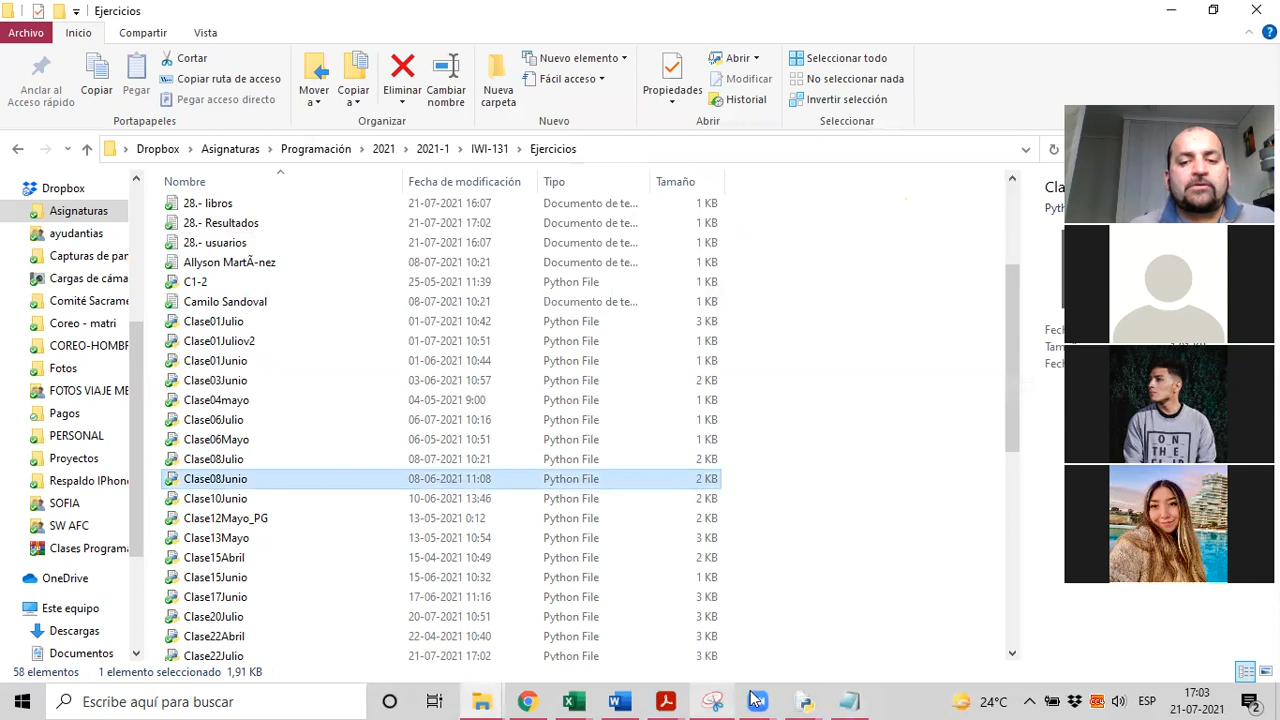 Ejercicios
Archivo Inicio Compartir Vista
Anclar al Acceso rápido
Copiar
Pegar
Cortar
Copiar ruta de acceso
Pegar acceso directo
Portapapeles
Mover a
Copiar a
Eliminar
Cambiar nombre
Organizar
Nueva carpeta
Nuevo elemento
Fácil acceso
Nuevo
Propiedades
Abrir
Modificar
Historial
Abrir
Seleccionar todo
No seleccionar nada
Invertir selección
Seleccionar
Dropbox > Asignaturas > Programación > 2021 > 2021-1 > IWI-131 > Ejercicios
Dropbox
Asignaturas
ayudantias
Capturas de par
Cargas de cáma
Comité Sacrame
Coreo - matri
COREO-HOMBR
Fotos
FOTOS VIAJE ME
Pagos
PERSONAL
Proyectos
Respaldo IPhone
SOFIA
SW AFC
Clases Programa
OneDrive
Este equipo
Descargas
Documentos
Nombre Fecha de modificación Tipo Tamaño
28.- libros 21-07-2021 16:07 Documento de te... 1 KB
28.- Resultados 21-07-2021 17:02 Documento de te... 1 KB
28.- usuarios 21-07-2021 16:07 Documento de te... 1 KB
Allyson MartÃ-nez 08-07-2021 10:21 Documento de te... 1 KB
C1-2 25-05-2021 11:39 Python File 1 KB
Camilo Sandoval 08-07-2021 10:21 Documento de te... 1 KB
Clase01Julio 01-07-2021 10:42 Python File 3 KB
Clase01Juliov2 01-07-2021 10:51 Python File 1 KB
Clase01Junio 01-06-2021 10:44 Python File 1 KB
Clase03Junio 03-06-2021 10:57 Python File 2 KB
Clase04mayo 04-05-2021 9:00 Python File 1 KB
Clase06Julio 06-07-2021 10:16 Python File 1 KB
Clase06Mayo 06-05-2021 10:51 Python File 1 KB
Clase08Julio 08-07-2021 10:21 Python File 2 KB
Clase08Junio 08-06-2021 11:08 Python File 2 KB
Clase10Junio 10-06-2021 13:46 Python File 2 KB
Clase12Mayo_PG 13-05-2021 0:12 Python File 2 KB
Clase13Mayo 13-05-2021 10:54 Python File 3 KB
Clase15Abril 15-04-2021 10:49 Python File 2 KB
Clase15Junio 15-06-2021 10:32 Python File 1 KB
Clase17Junio 17-06-2021 11:16 Python File 3 KB
Clase20Julio 20-07-2021 10:51 Python File 3 KB
Clase22Abril 22-04-2021 10:40 Python File 3 KB
Clase22Julio 21-07-2021 17:02 Python File 3 KB
Cla
Pyth
Fech
Tam
Fech
ON
THE
58 elementos 1 elemento seleccionado 1,91 KB
Escribe aquí para buscar
24°C
ESP
17:03
21-07-2021
2